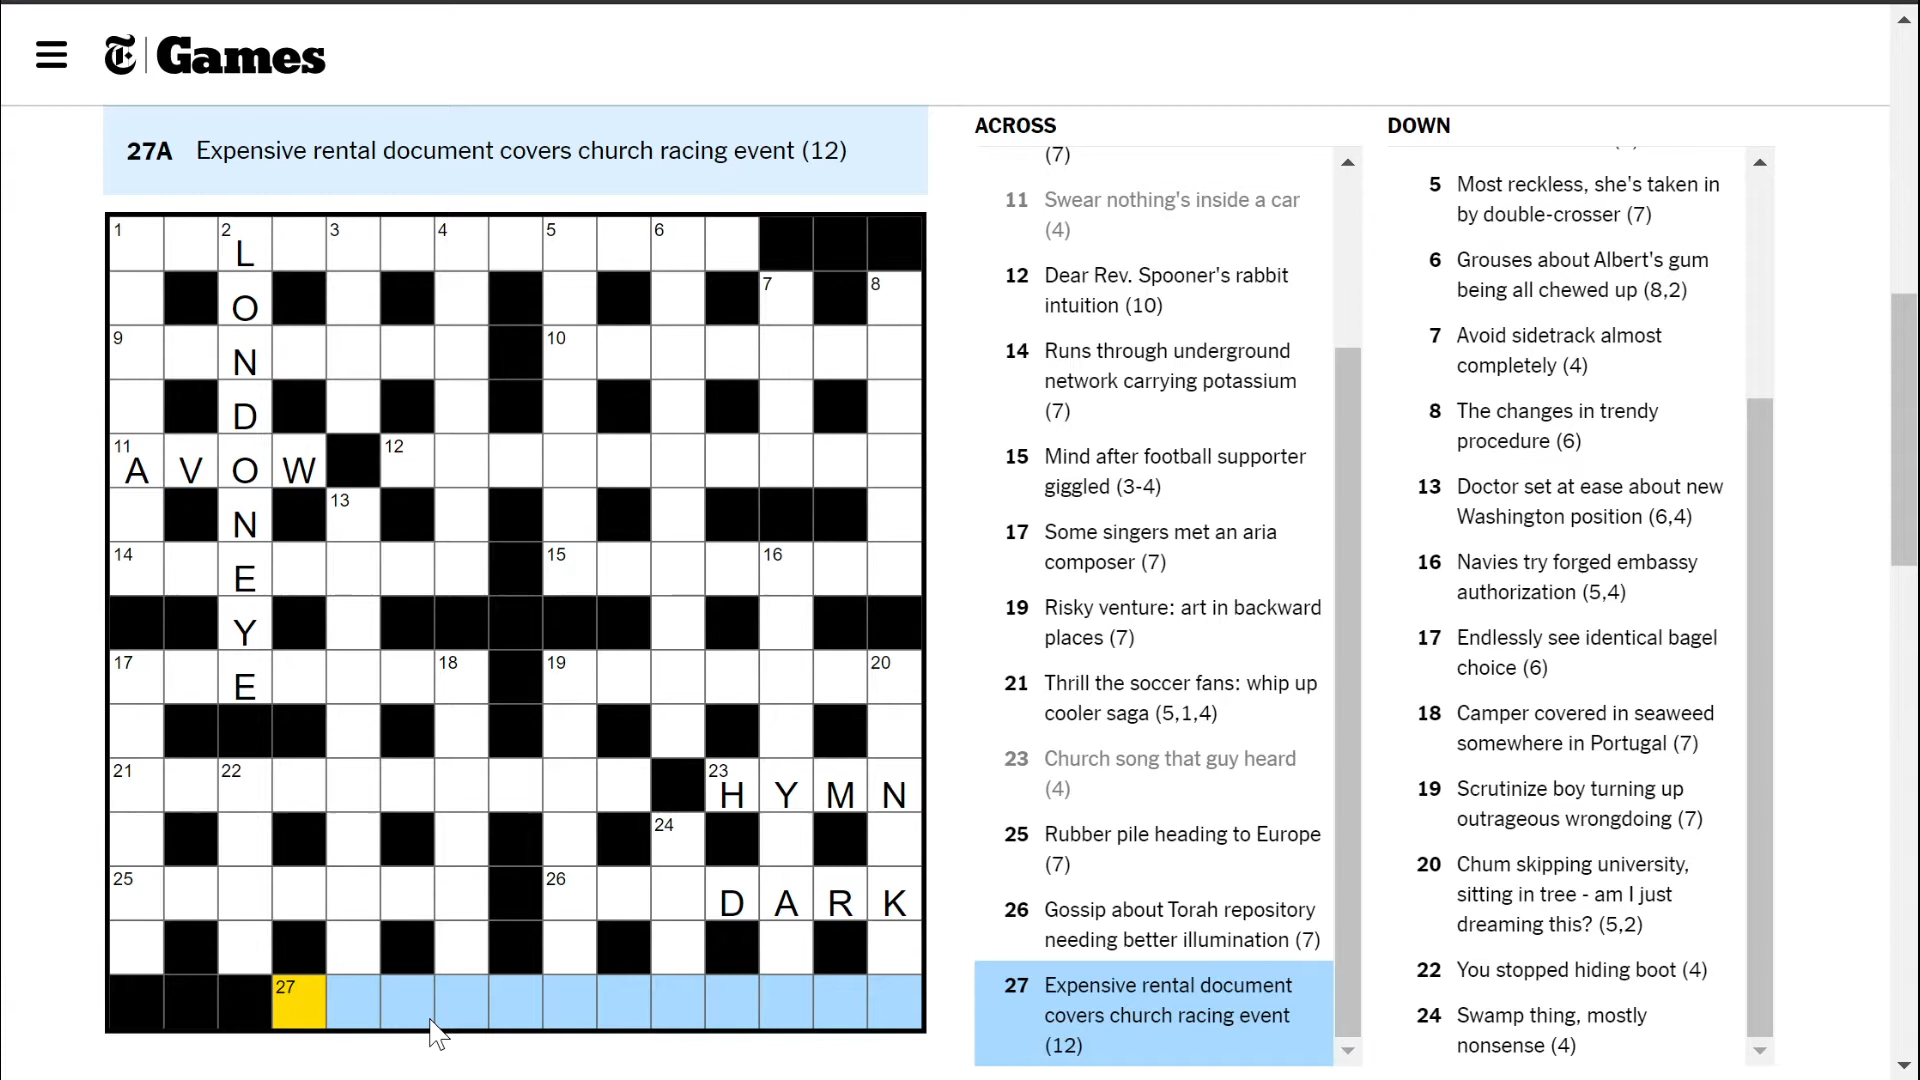 T Games
27A Expensive rental document covers church racing event (12)
ACROSS
(7)
11 Swear nothing's inside a car
(4)
12 Dear Rev. Spooner's rabbit
intuition (10)
14 Runs through underground
network carrying potassium
(7)
15 Mind after football supporter
giggled (3-4)
17 Some singers met an aria
composer (7)
19 Risky venture: art in backward
places (7)
21 Thrill the soccer fans: whip up
cooler saga (5,1,4)
23 Church song that guy heard
(4)
25 Rubber pile heading to Europe
(7)
26 Gossip about Torah repository
needing better illumination (7)
27 Expensive rental document
covers church racing event
(12)
DOWN
5 Most reckless, she's taken in
by double-crosser (7)
6 Grouses about Albert's gum
being all chewed up (8,2)
7 Avoid sidetrack almost
completely (4)
8 The changes in trendy
procedure (6)
13 Doctor set at ease about new
Washington position (6,4)
16 Navies try forged embassy
authorization (5,4)
17 Endlessly see identical bagel
choice (6)
18 Camper covered in seaweed
somewhere in Portugal (7)
19 Scrutinize boy turning up
outrageous wrongdoing (7)
20 Chum skipping university,
sitting in tree - am I just
dreaming this? (5,2)
22 You stopped hiding boot (4)
24 Swamp thing, mostly
nonsense (4)
1 2 L 3 4 5 6
O 7 8
9 N 10
D
11 A V O W 12
N 13
14 E 15 16
Y
17 E 18 19 20
21 22 23 H Y M N
24
25 26 D A R K
27